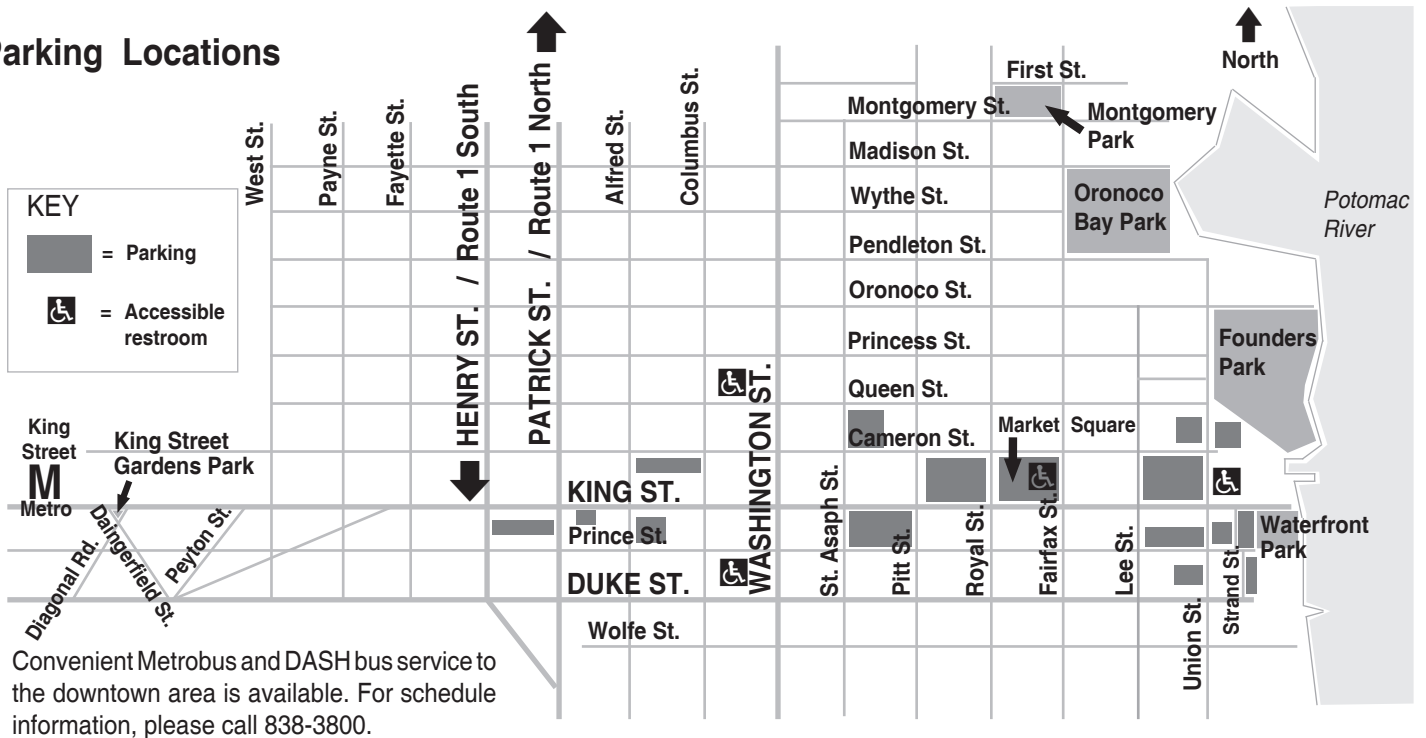 Parking Locations
North
First St.
Montgomery St.
Montgomery
Park
Madison St.
Wythe St.
Oronoco
Bay Park
Potomac
River
Pendleton St.
Oronoco St.
Princess St.
Founders
Park
Queen St.
Cameron St.
Market Square
West St.
Payne St.
Fayette St.
HENRY ST. / Route 1 South
PATRICK ST. / Route 1 North
Alfred St.
Columbus St.
WASHINGTON ST.
KEY
= Parking
= Accessible
restroom
King
Street
M
Metro
King Street
Gardens Park
KING ST.
Prince St.
DUKE ST.
Wolfe St.
Diagonal Rd.
Daingerfield St.
Peyton St.
St. Asaph St.
Pitt St.
Royal St.
Fairfax St.
Lee St.
Union St.
Strand St.
Waterfront
Park
Convenient Metrobus and DASH bus service to
the downtown area is available. For schedule
information, please call 838-3800.